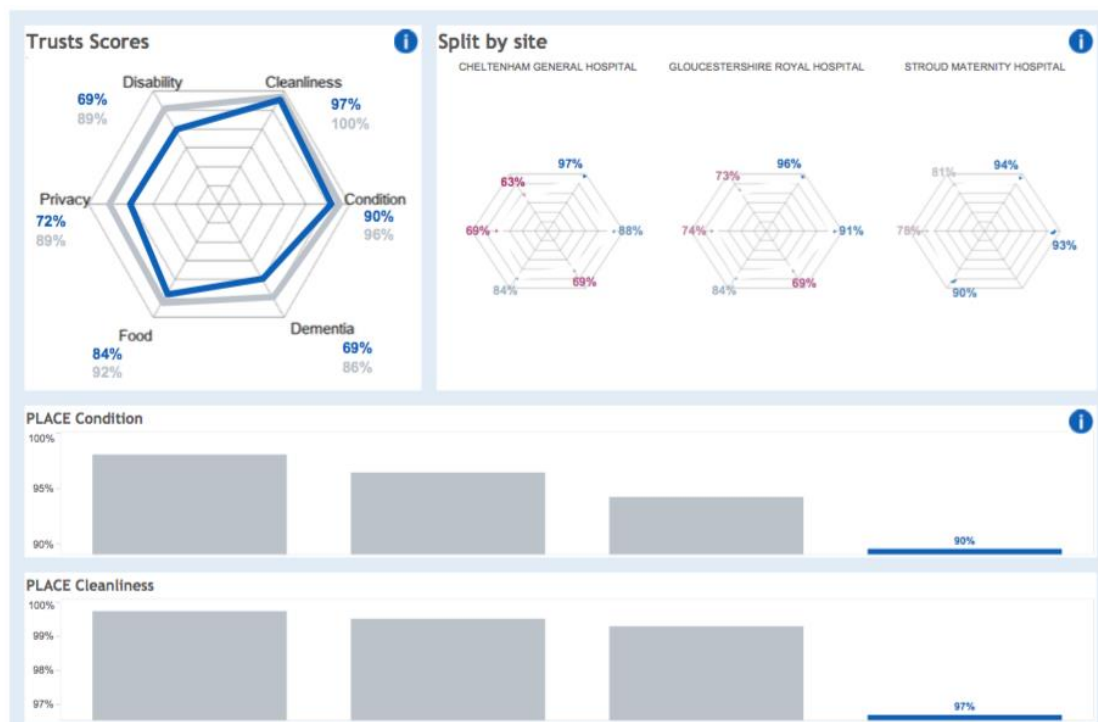 Trusts Scores
i
Disability
Cleanliness
69%
89%
97%
100%
Privacy
72%
89%
Condition
90%
96%
Food
84%
92%
Dementia
69%
86%
Split by site
i
CHELTENHAM GENERAL HOSPITAL
GLOUCESTERSHIRE ROYAL HOSPITAL
STROUD MATERNITY HOSPITAL
97%
63%
69%
88%
84%
69%
96%
73%
74%
91%
84%
69%
94%
81%
78%
93%
90%
PLACE Condition
i
100%
95%
90%
90%
PLACE Cleanliness
100%
99%
98%
97%
97%